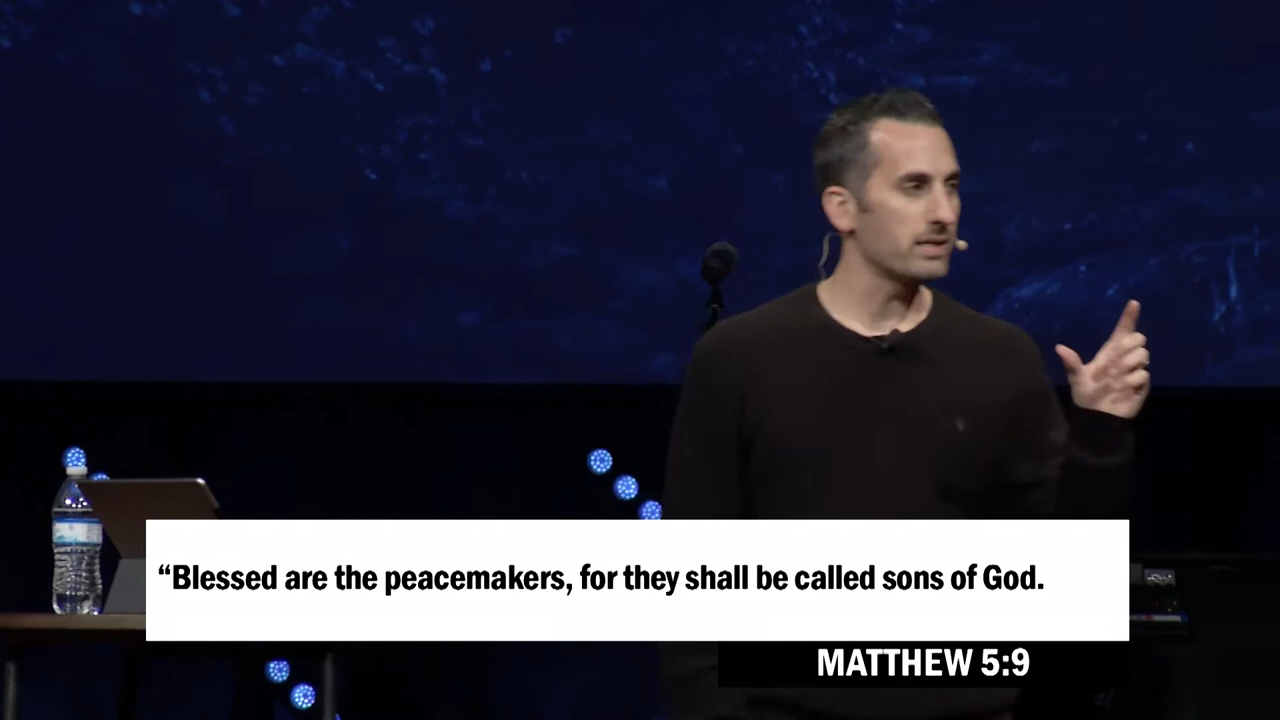 “Blessed are the peacemakers, for they shall be called sons of God.
MATTHEW 5:9